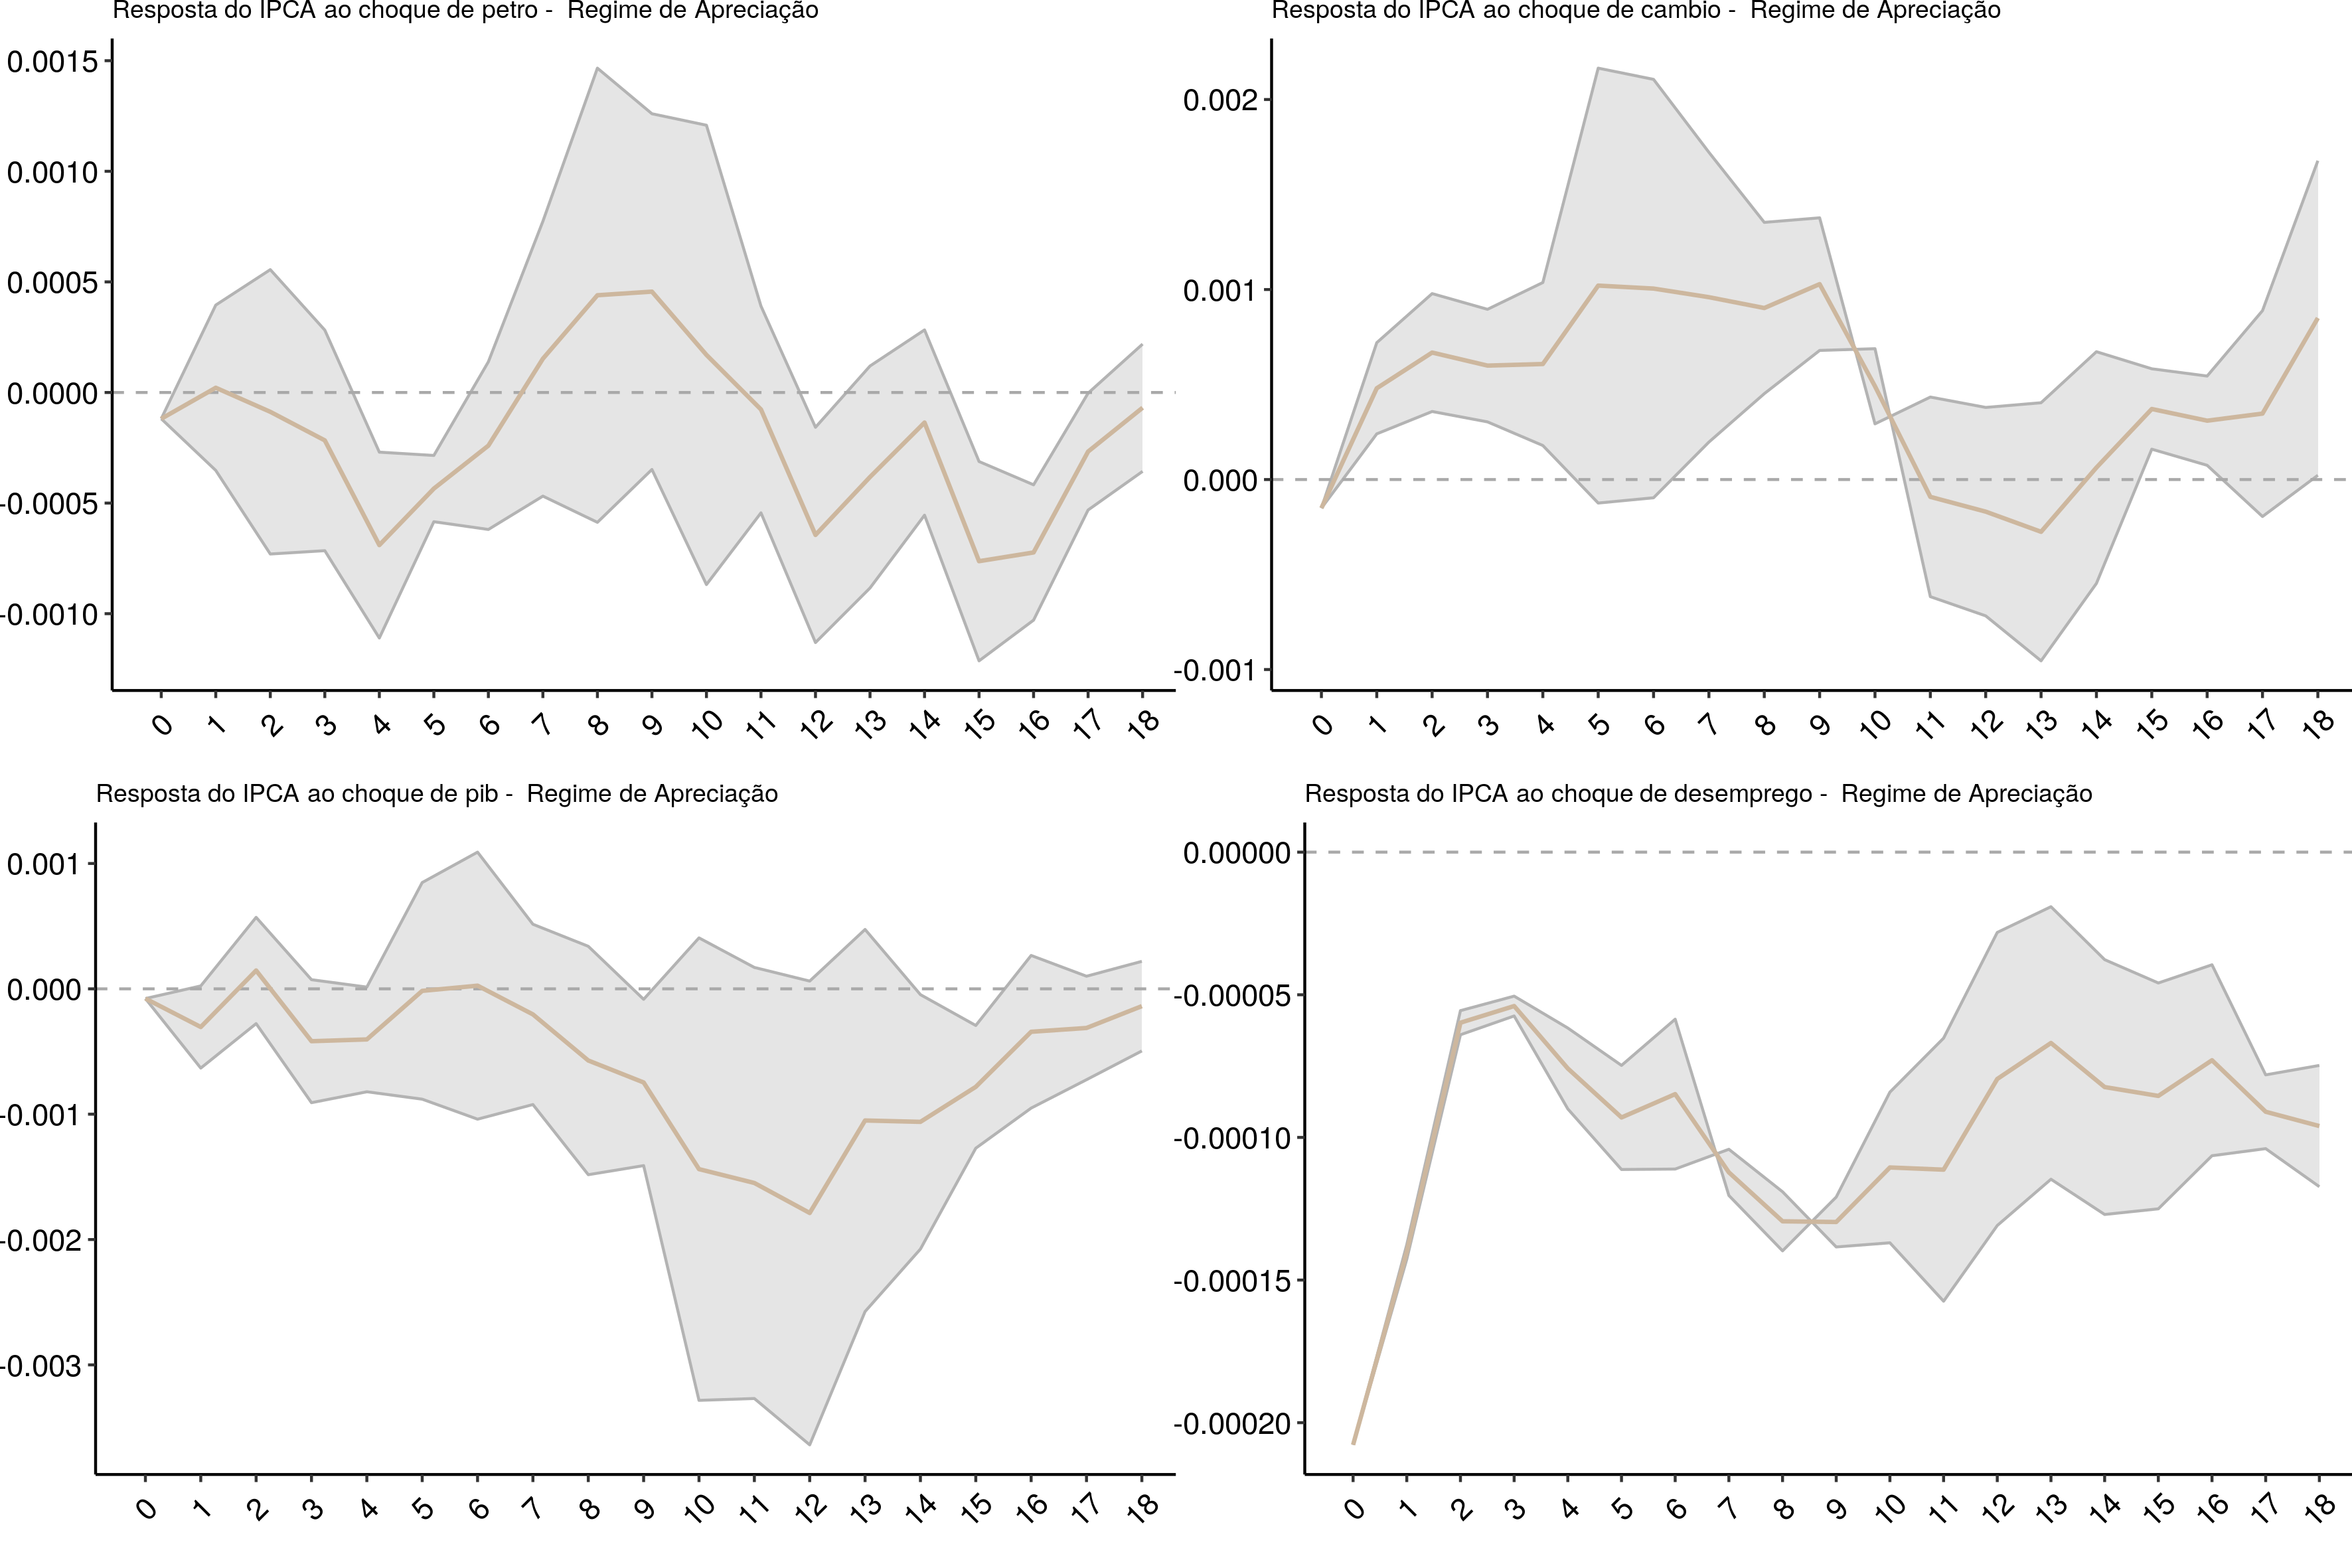 Resposta do IPCA ao choque de petro -  Regime de Apreciação
0.0015
0.0010
0.0005
0.0000
-0.0005
-0.0010
0 1 2 3 4 5 6 7 8 9 10 11 12 13 14 15 16 17 18
Resposta do IPCA ao choque de cambio -  Regime de Apreciação
0.002
0.001
0.000
-0.001
0 1 2 3 4 5 6 7 8 9 10 11 12 13 14 15 16 17 18
Resposta do IPCA ao choque de pib -  Regime de Apreciação
0.001
0.000
-0.001
-0.002
-0.003
0 1 2 3 4 5 6 7 8 9 10 11 12 13 14 15 16 17 18
Resposta do IPCA ao choque de desemprego -  Regime de Apreciação
0.00000
-0.00005
-0.00010
-0.00015
-0.00020
0 1 2 3 4 5 6 7 8 9 10 11 12 13 14 15 16 17 18